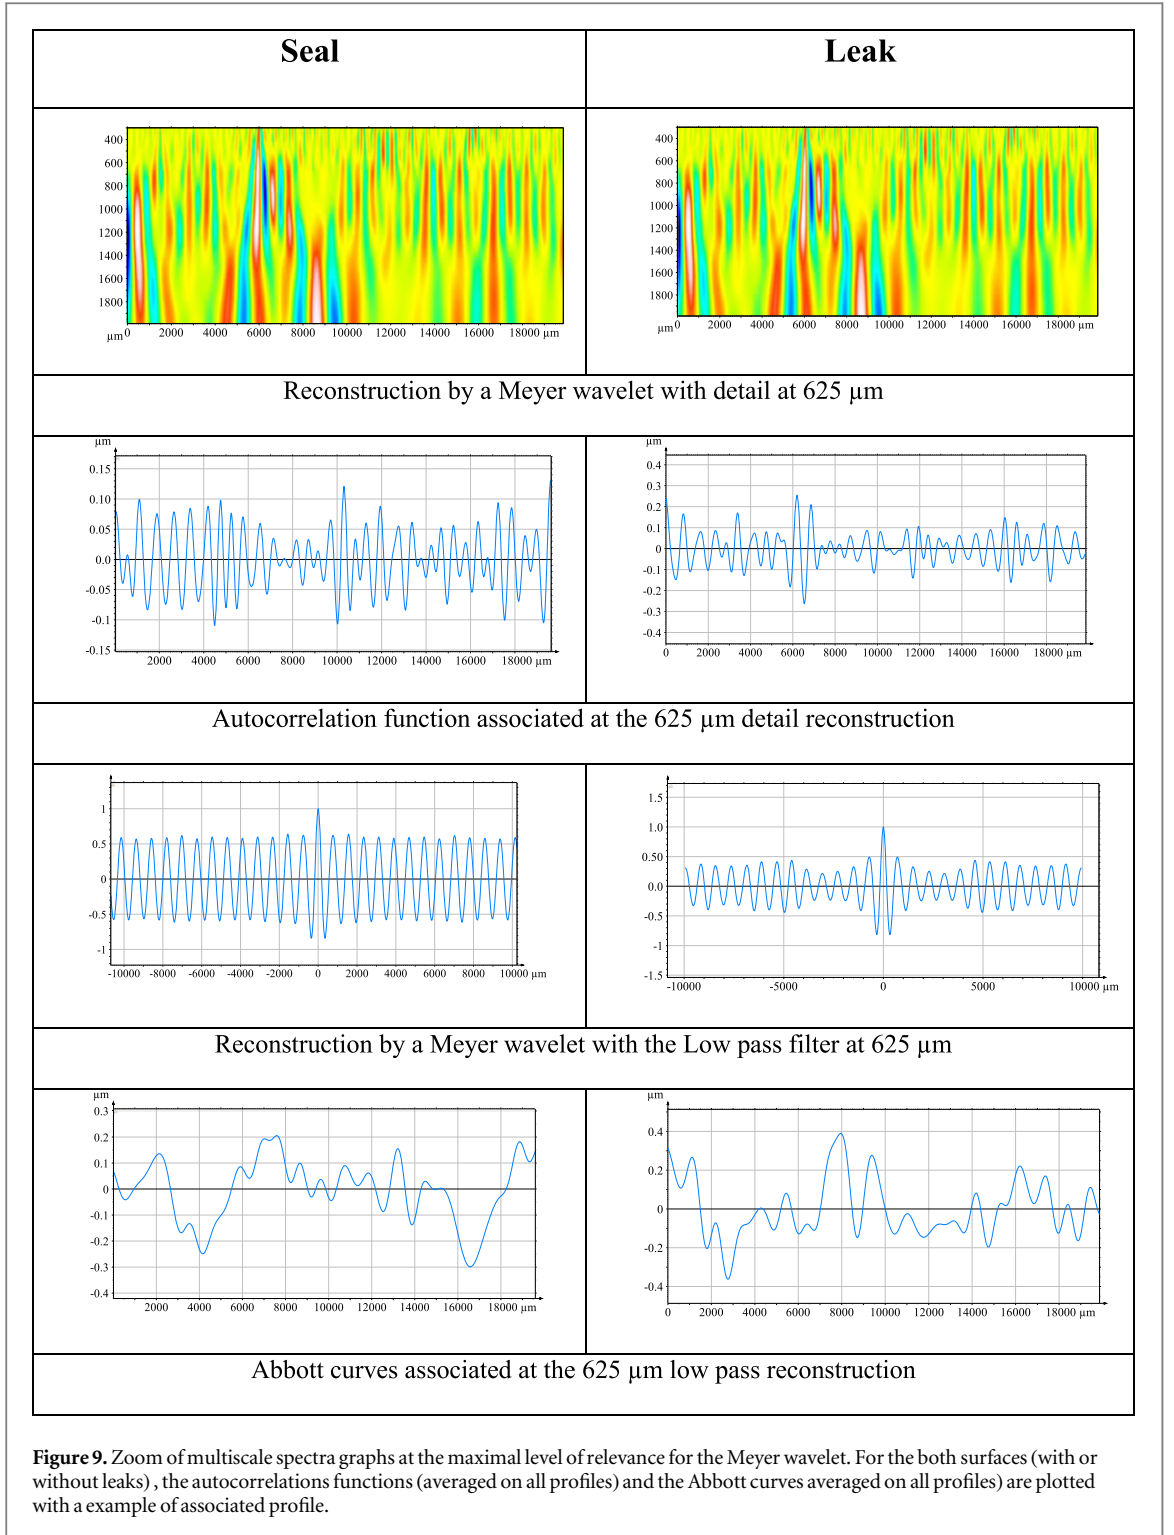 Seal
Leak
400
600
800
1000
1200
1400
1600
1800
µm
0 2000 4000 6000 8000 10000 12000 14000 16000 18000 µm
400
600
800
1000
1200
1400
1600
1800
µm
0 2000 4000 6000 8000 10000 12000 14000 16000 18000 µm
Reconstruction by a Meyer wavelet with detail at 625 µm
µm
0.15
0.10
0.05
0.0
-0.05
-0.1
-0.15
2000 4000 6000 8000 10000 12000 14000 16000 18000 µm
µm
0.4
0.3
0.2
0.1
0
-0.1
-0.2
-0.3
-0.4
0 2000 4000 6000 8000 10000 12000 14000 16000 18000 µm
Autocorrelation function associated at the 625 µm detail reconstruction
1
0.5
0
-0.5
-1
-10000 -8000 -6000 -4000 -2000 0 2000 4000 6000 8000 10000 µm
1.5
1.0
0.50
0.0
-0.5
-1
-1.5
-10000 -5000 0 5000 10000 µm
Reconstruction by a Meyer wavelet with the Low pass filter at 625 µm
µm
0.3
0.2
0.1
0
-0.1
-0.2
-0.3
-0.4
2000 4000 6000 8000 10000 12000 14000 16000 18000 µm
µm
0.4
0.2
0
-0.2
-0.4
0 2000 4000 6000 8000 10000 12000 14000 16000 18000 µm
Abbott curves associated at the 625 µm low pass reconstruction
Figure 9. Zoom of multiscale spectra graphs at the maximal level of relevance for the Meyer wavelet. For the both surfaces (with or
without leaks) , the autocorrelations functions (averaged on all profiles) and the Abbott curves averaged on all profiles) are plotted
with a example of associated profile.